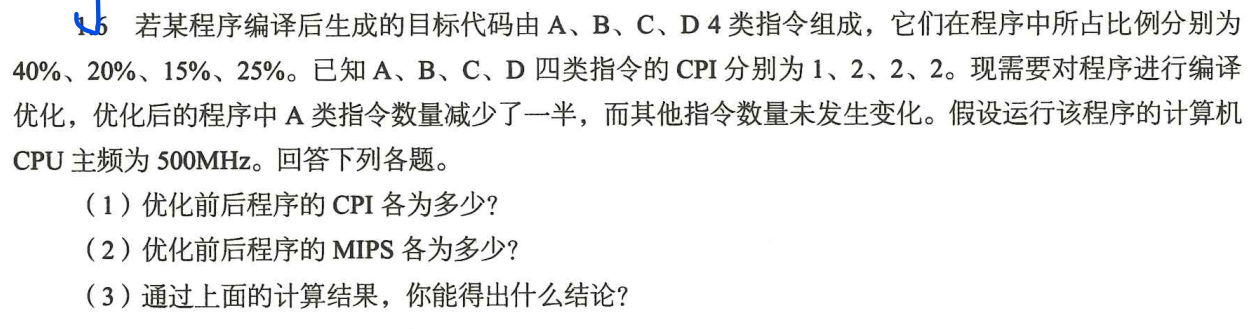 1.6 若某程序编译后生成的目标代码由 A、B、C、D 4 类指令组成，它们在程序中所占比例分别为
40%、20%、15%、25%。已知 A、B、C、D 四类指令的 CPI 分别为 1、2、2、2。现需要对程序进行编译
优化，优化后的程序中 A 类指令数量减少了一半，而其他指令数量未发生变化。假设运行该程序的计算机
CPU 主频为 500MHz。回答下列各题。
（1）优化前后程序的 CPI 各为多少？
（2）优化前后程序的 MIPS 各为多少？
（3）通过上面的计算结果，你能得出什么结论？